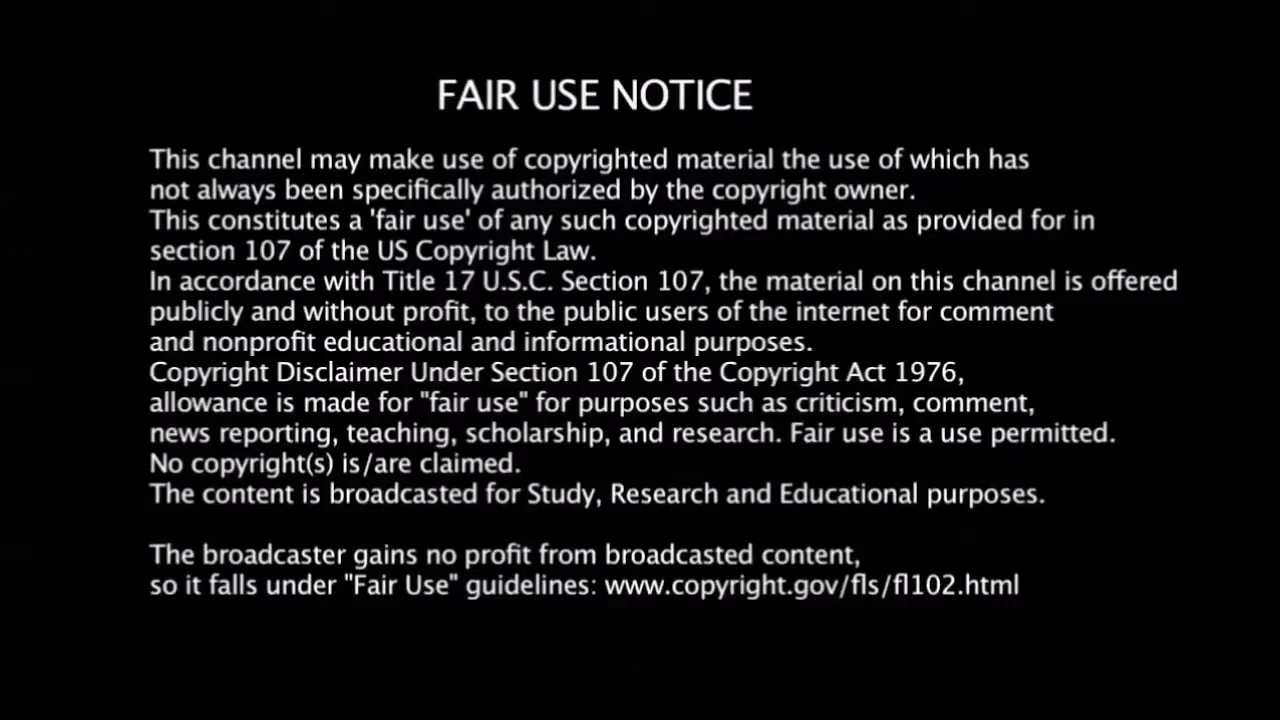 FAIR USE NOTICE
This channel may make use of copyrighted material the use of which has
not always been specifically authorized by the copyright owner.
This constitutes a 'fair use' of any such copyrighted material as provided for in
section 107 of the US Copyright Law.
In accordance with Title 17 U.S.C. Section 107, the material on this channel is offered
publicly and without profit, to the public users of the internet for comment
and nonprofit educational and informational purposes.
Copyright Disclaimer Under Section 107 of the Copyright Act 1976,
allowance is made for "fair use" for purposes such as criticism, comment,
news reporting, teaching, scholarship, and research. Fair use is a use permitted.
No copyright(s) is/are claimed.
The content is broadcasted for Study, Research and Educational purposes.
The broadcaster gains no profit from broadcasted content,
so it falls under "Fair Use" guidelines: www.copyright.gov/fls/fl102.html